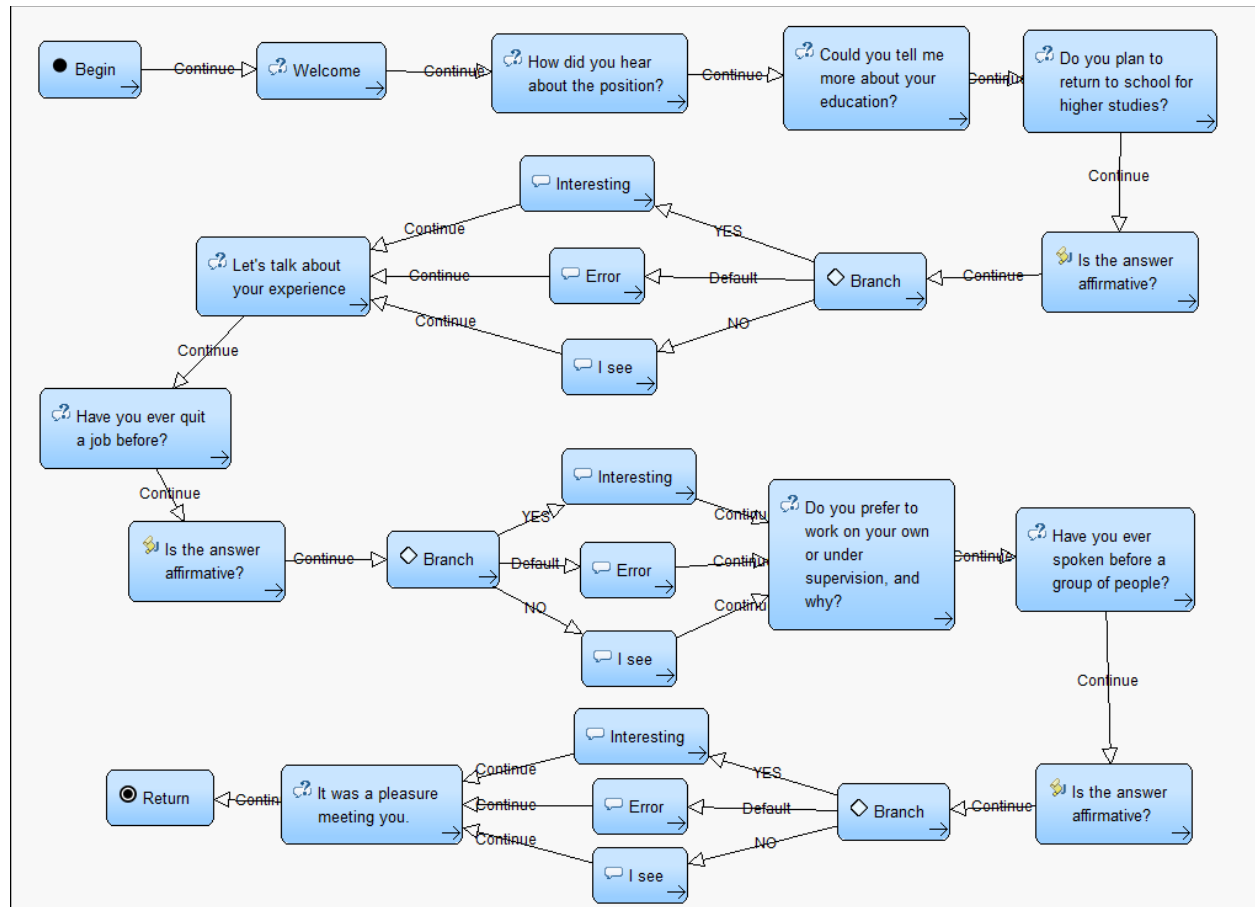 Begin
Continue
Welcome
Continue
How did you hear
about the position?
Continue
Could you tell me
more about your
education?
Continue
Do you plan to
return to school for
higher studies?
Continue
Is the answer
affirmative?
Continue
Branch
YES
Default
NO
Interesting
Error
I see
Continue
Continue
Continue
Let's talk about
your experience
Continue
Have you ever quit
a job before?
Continue
Is the answer
affirmative?
Continue
Branch
YES
Default
NO
Interesting
Error
I see
Continu
Continue
Continu
Do you prefer to
work on your own
or under
supervision, and
why?
Continue
Have you ever
spoken before a
group of people?
Continue
Is the answer
affirmative?
Continue
Branch
YES
Default
NO
Interesting
Error
I see
Continue
Continue
Continue
It was a pleasure
meeting you.
Contin
Return